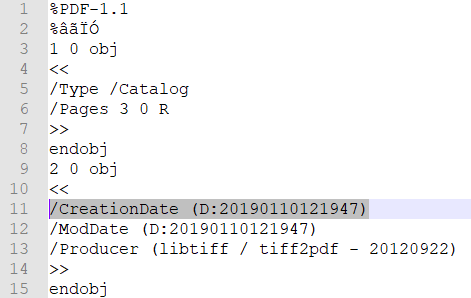 1 %PDF-1.1
2 %âãÏÓ
3 1 0 obj
4 <<
5 /Type /Catalog
6 /Pages 3 0 R
7 >>
8 endobj
9 2 0 obj
10 <<
11 /CreationDate (D:20190110121947)
12 /ModDate (D:20190110121947)
13 /Producer (libtiff / tiff2pdf - 20120922)
14 >>
15 endobj